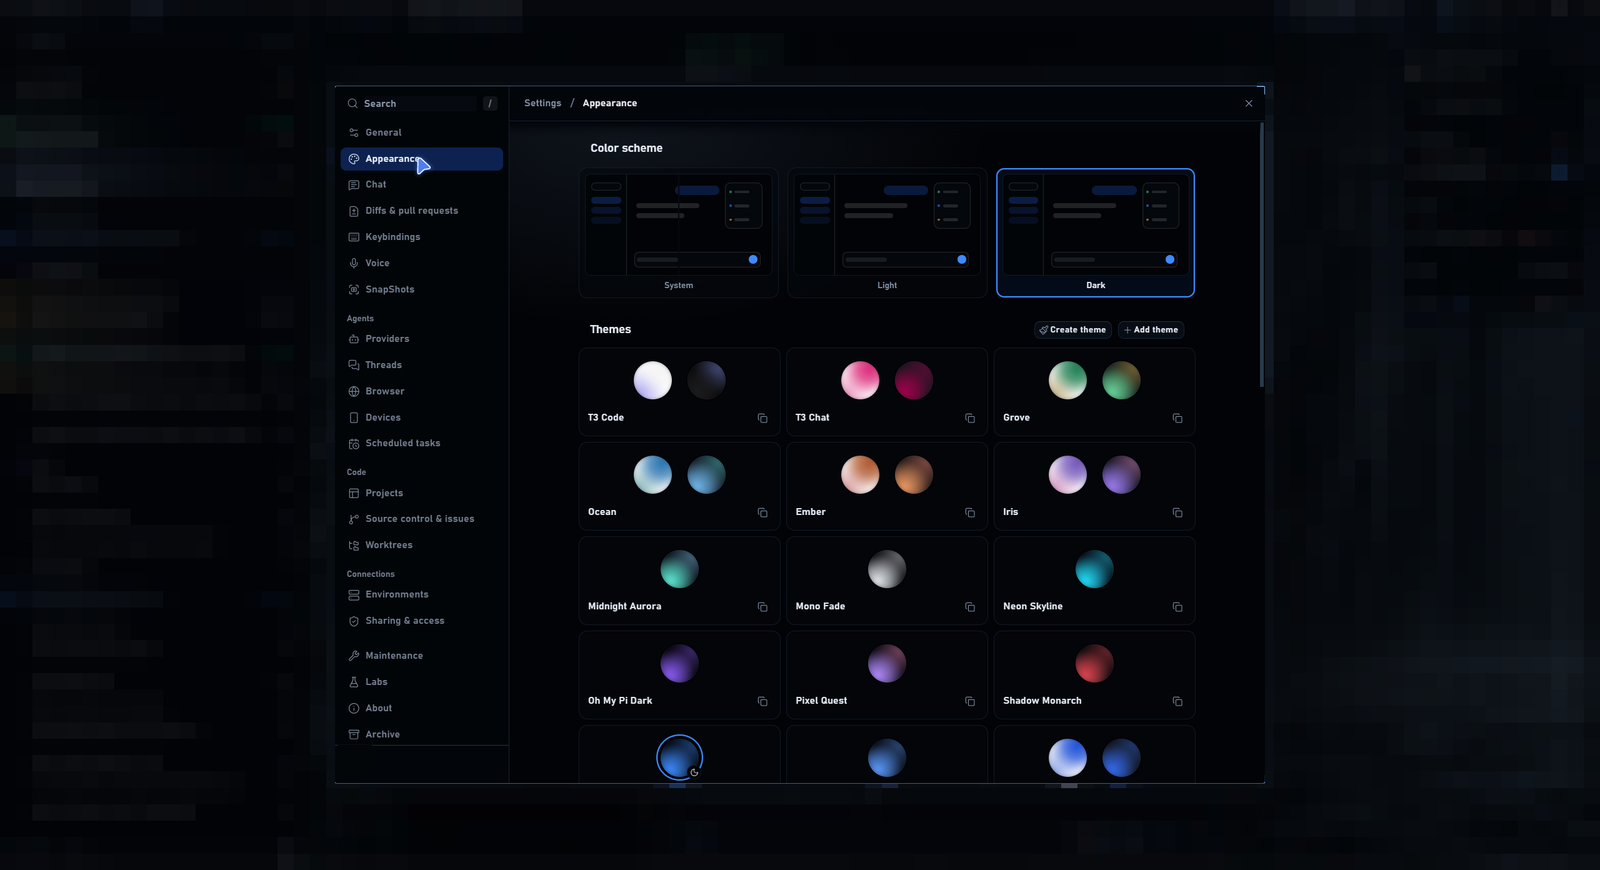 Search
/
General
Appearance
Chat
Diffs & pull requests
Keybindings
Voice
SnapShots
Agents
Providers
Threads
Browser
Devices
Scheduled tasks
Code
Projects
Source control & issues
Worktrees
Connections
Environments
Sharing & access
Maintenance
Labs
About
Archive
Settings / Appearance
Color scheme
System
Light
Dark
Themes
Create theme
+ Add theme
T3 Code
T3 Chat
Grove
Ocean
Ember
Iris
Midnight Aurora
Mono Fade
Neon Skyline
Oh My Pi Dark
Pixel Quest
Shadow Monarch